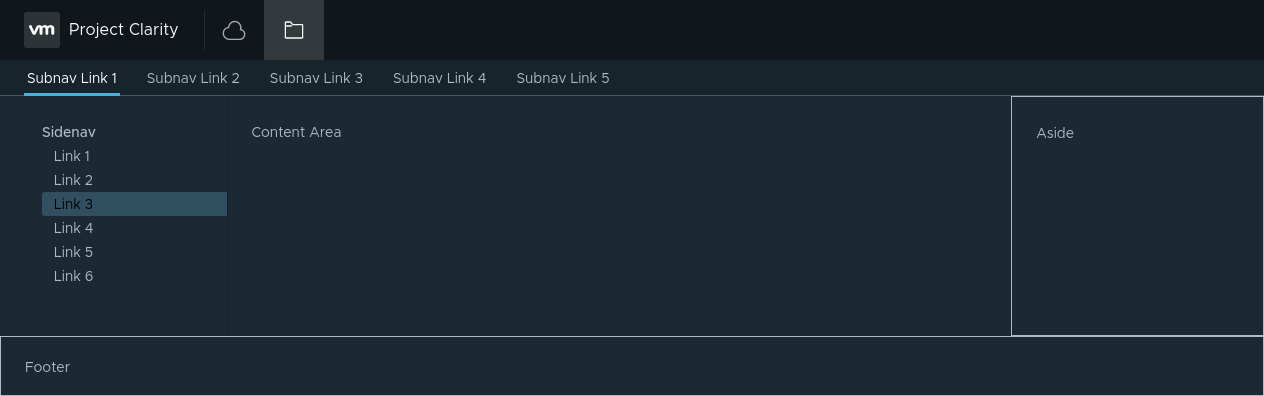 vm Project Clarity
Subnav Link 1 Subnav Link 2 Subnav Link 3 Subnav Link 4 Subnav Link 5
Sidenav
Link 1
Link 2
Link 3
Link 4
Link 5
Link 6
Content Area
Aside
Footer